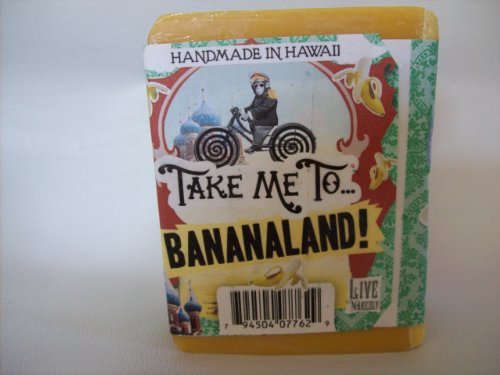 HANDMADE IN HAWAII
TAKE ME TO...
BANANALAND!
LIVE
NAKEDLY
7 94504 07762 9